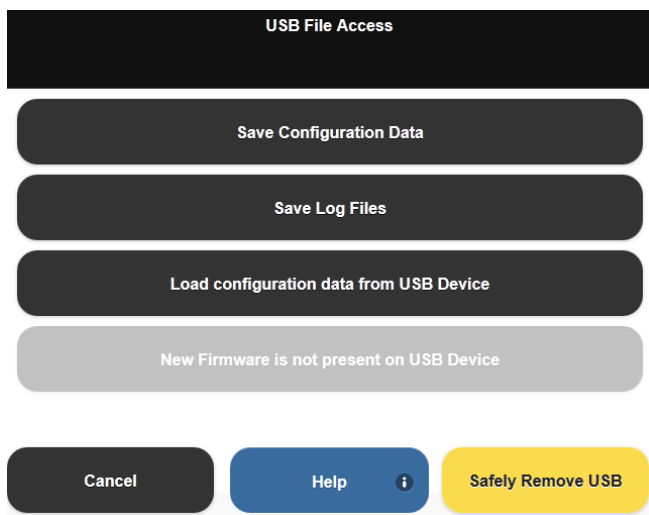 USB File Access
Save Configuration Data
Save Log Files
Load configuration data from USB Device
New Firmware is not present on USB Device
Cancel
Help
Safely Remove USB